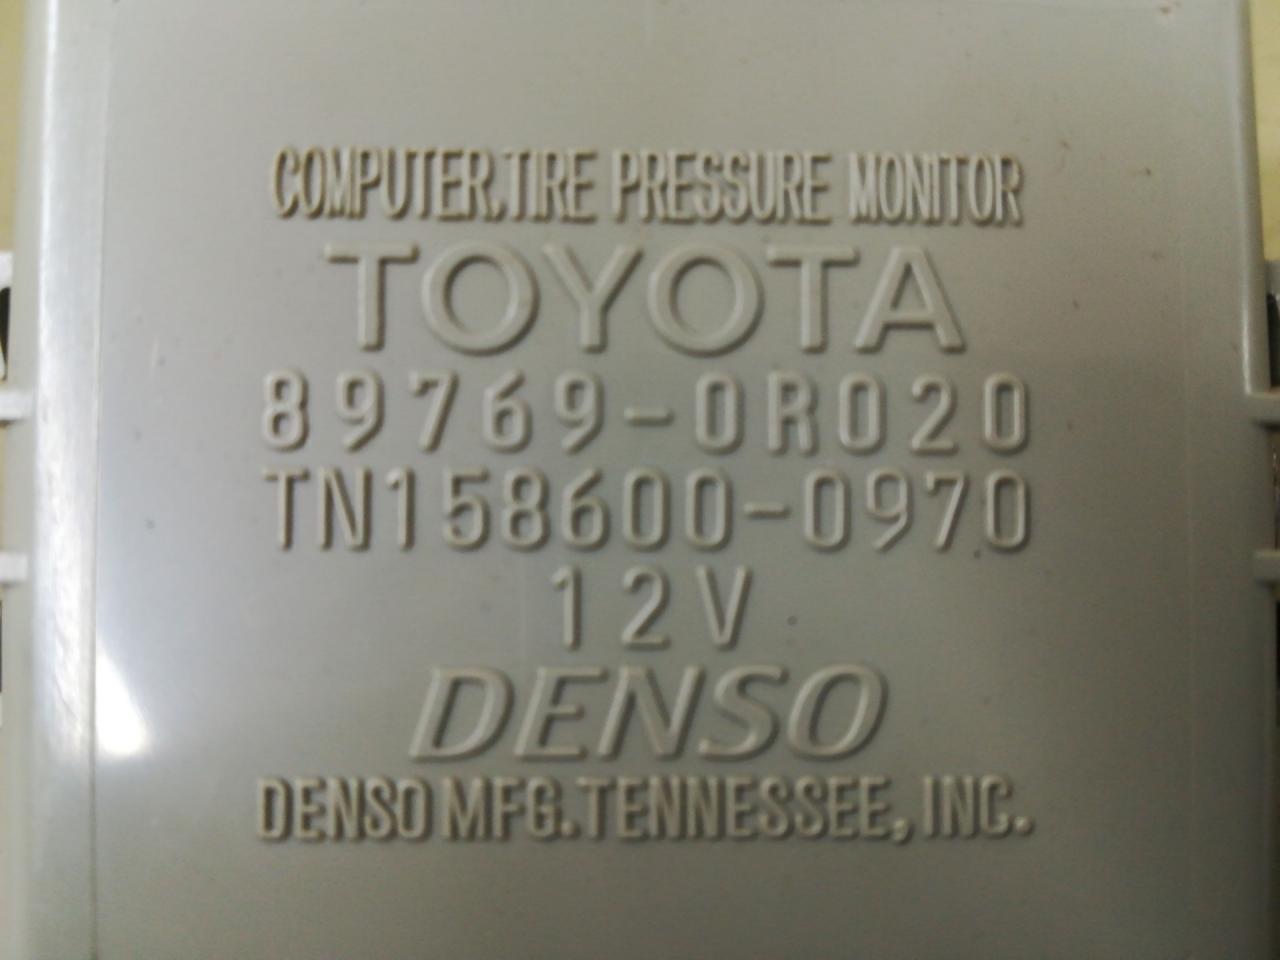 COMPUTER,TIRE PRESSURE MONITOR
TOYOTA
89769-0R020
TN158600-0970
12V
DENSO
DENSO MFG.TENNESSEE, INC.